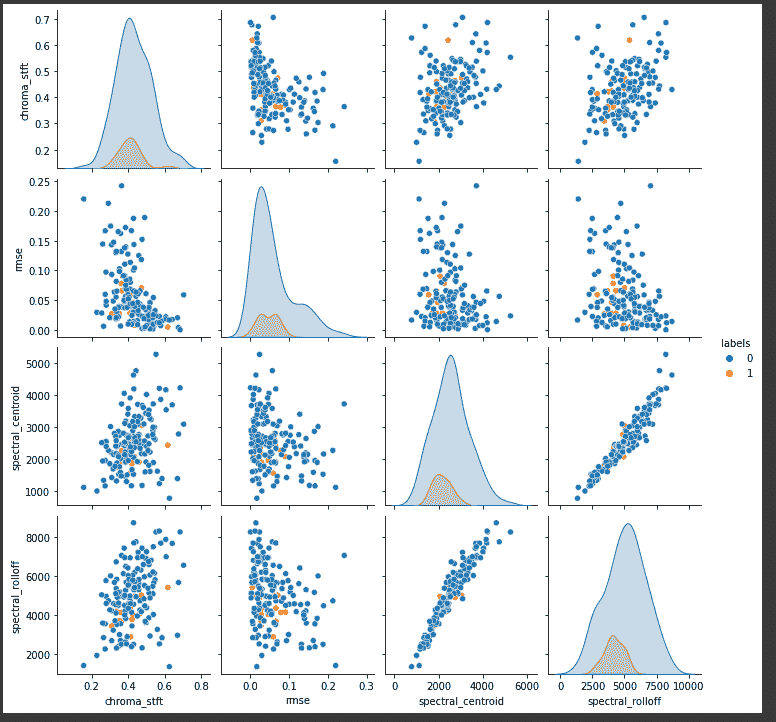 0.7
0.6
0.5
0.4
0.3
0.2
chroma_stft
0.25
0.20
0.15
0.10
0.05
0.00
rmse
5000
4000
3000
2000
1000
spectral_centroid
labels
0
1
8000
6000
4000
2000
spectral_rolloff
0.2 0.4 0.6 0.8
0.0 0.1 0.2 0.3
0 2000 4000 6000
0 2500 5000 7500 10000
chroma_stft
rmse
spectral_centroid
spectral_rolloff